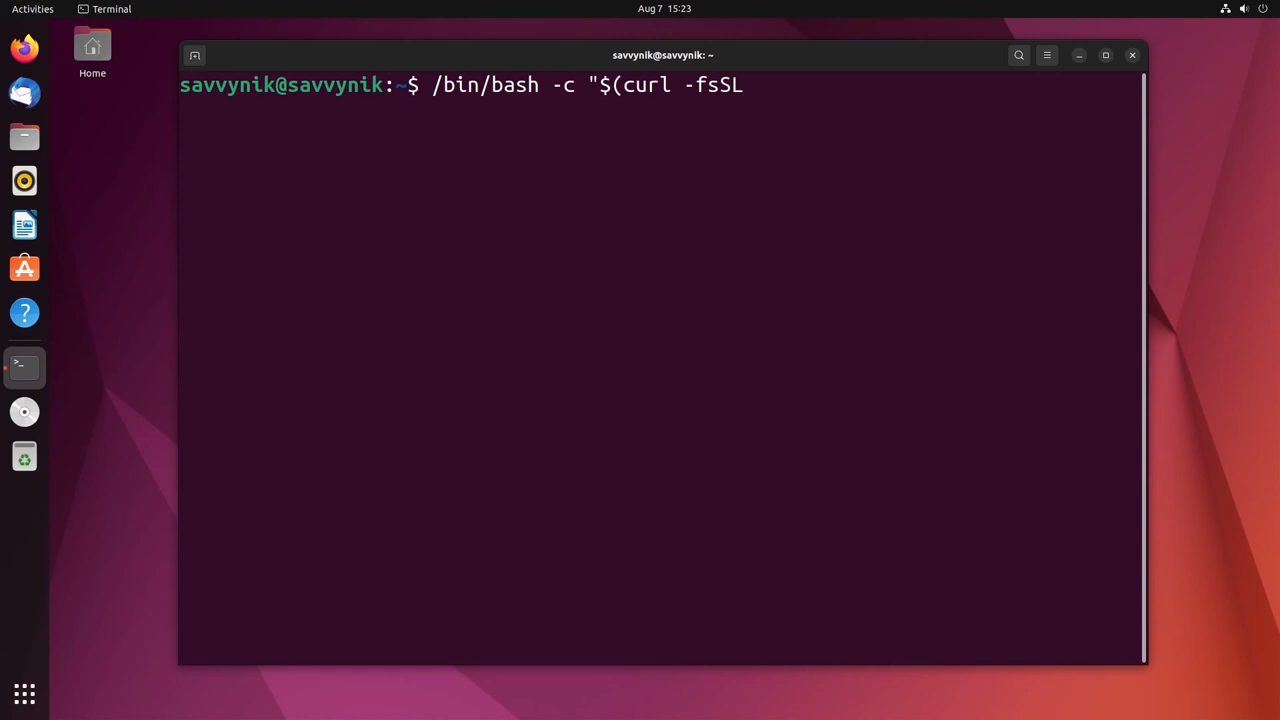 Activities
Terminal
Aug 7 15:23
Home
savvynik@savvynik: ~
savvynik@savvynik:~$ /bin/bash -c "$(curl -fsSL